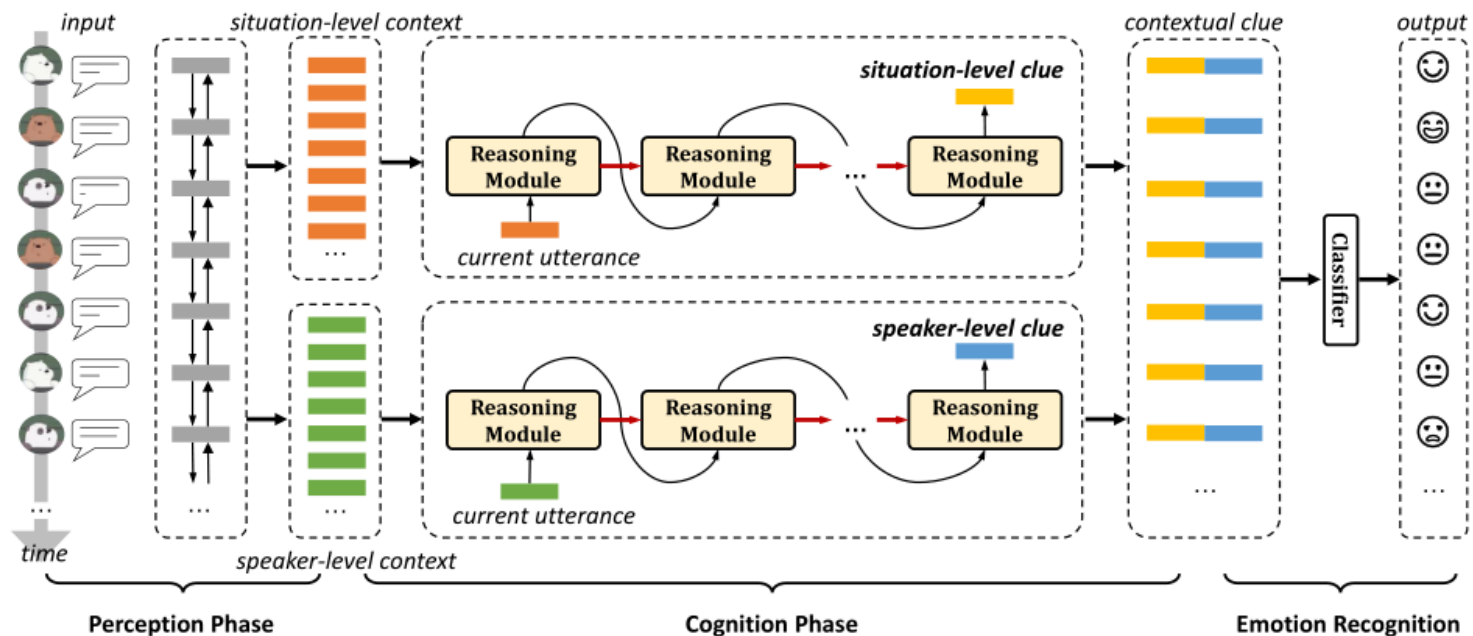 input
situation-level context
contextual clue
output
situation-level clue
Reasoning
Module
Reasoning
Module
...
Reasoning
Module
current utterance
...
Classifier
speaker-level clue
Reasoning
Module
Reasoning
Module
...
Reasoning
Module
current utterance
...
...
...
...
...
time
speaker-level context
Perception Phase
Cognition Phase
Emotion Recognition